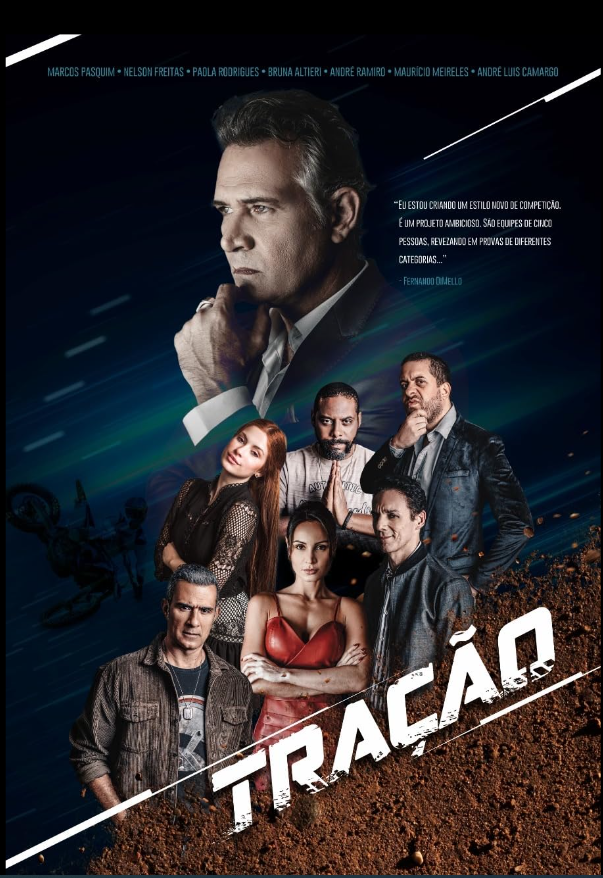 MARCOS PASQUIM • NELSON FREITAS • PAOLA RODRIGUES • BRUNA ALTIERI • ANDRÉ RAMIRO • MAURÍCIO MEIRELES • ANDRÉ LUIS CAMARGO
“EU ESTOU CRIANDO UM ESTILO NOVO DE COMPETIÇÃO.
É UM PROJETO AMBICIOSO. SÃO EQUIPES DE CINCO
PESSOAS, REVEZANDO EM PROVAS DE DIFERENTES
CATEGORIAS...”
- FERNANDO DIMELLO
TRAÇÃO